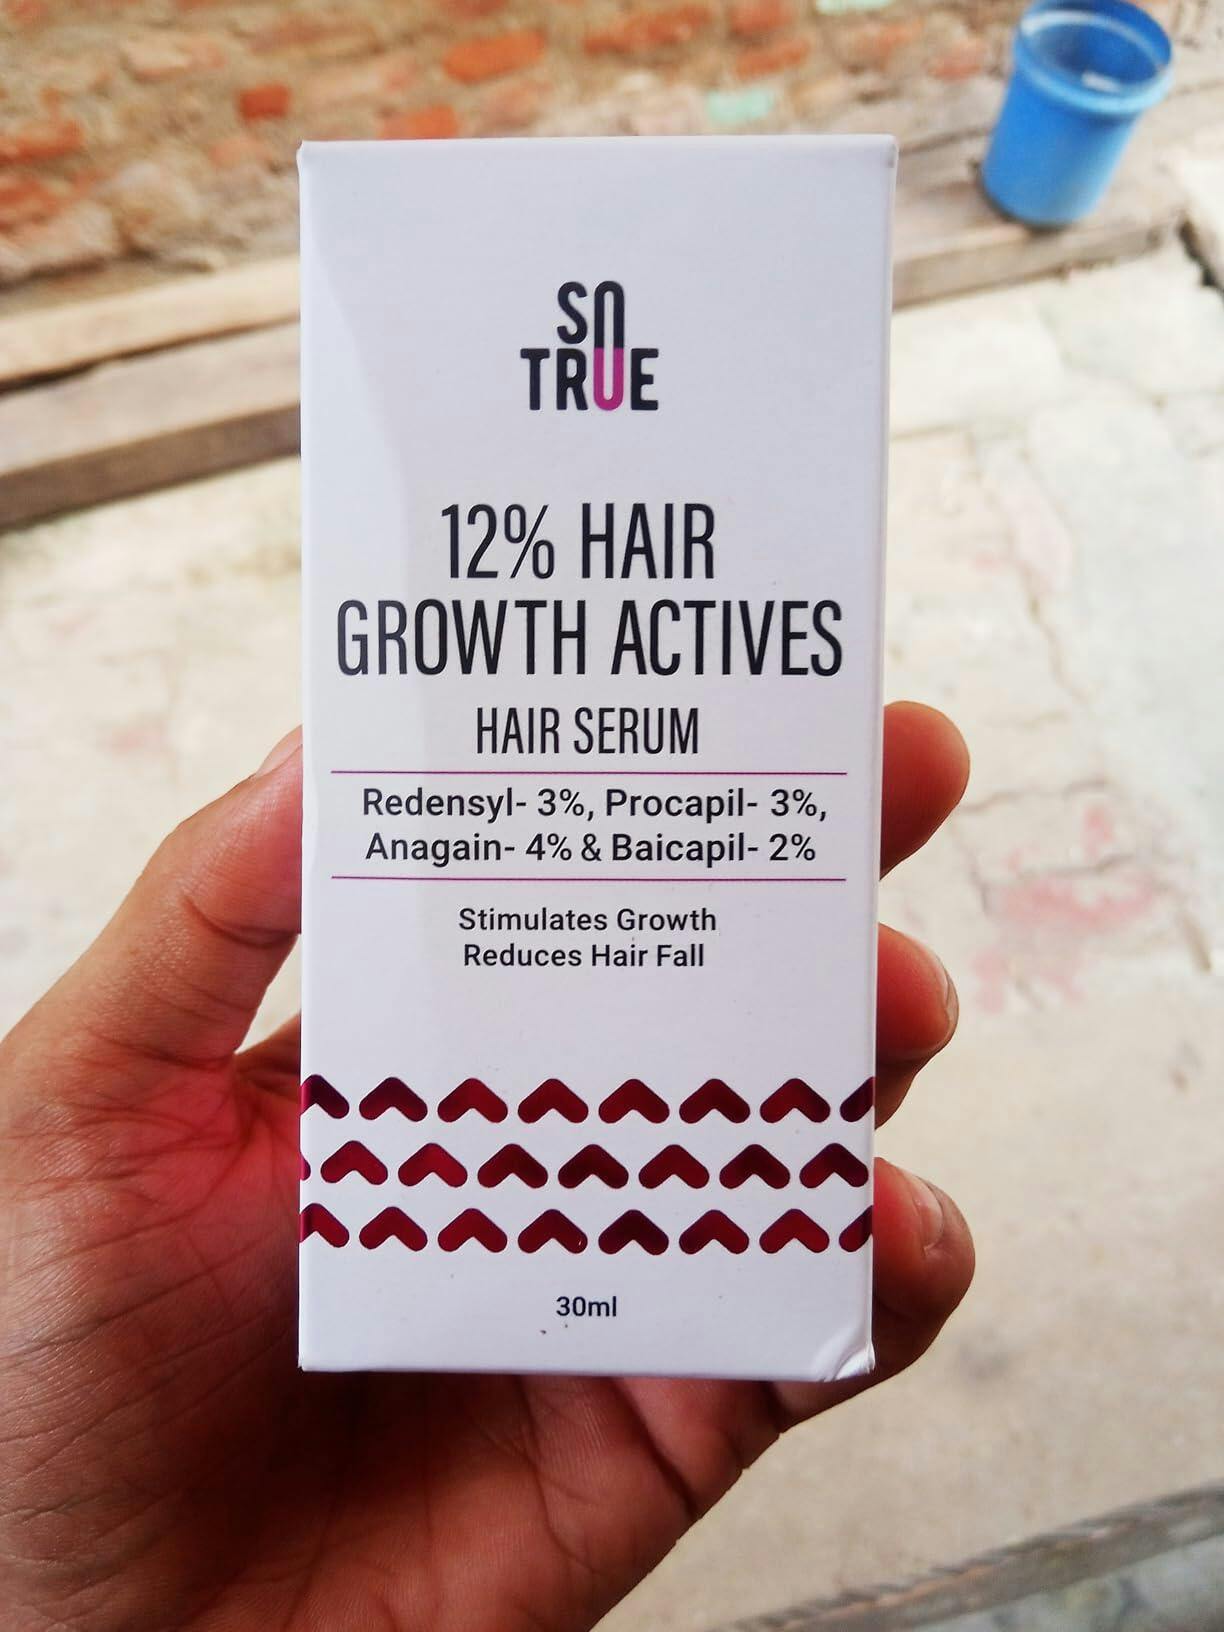 SO
TRUE
12% HAIR
GROWTH ACTIVES
HAIR SERUM
Redensyl- 3%, Procapil- 3%,
Anagain- 4% & Baicapil- 2%
Stimulates Growth
Reduces Hair Fall
30ml